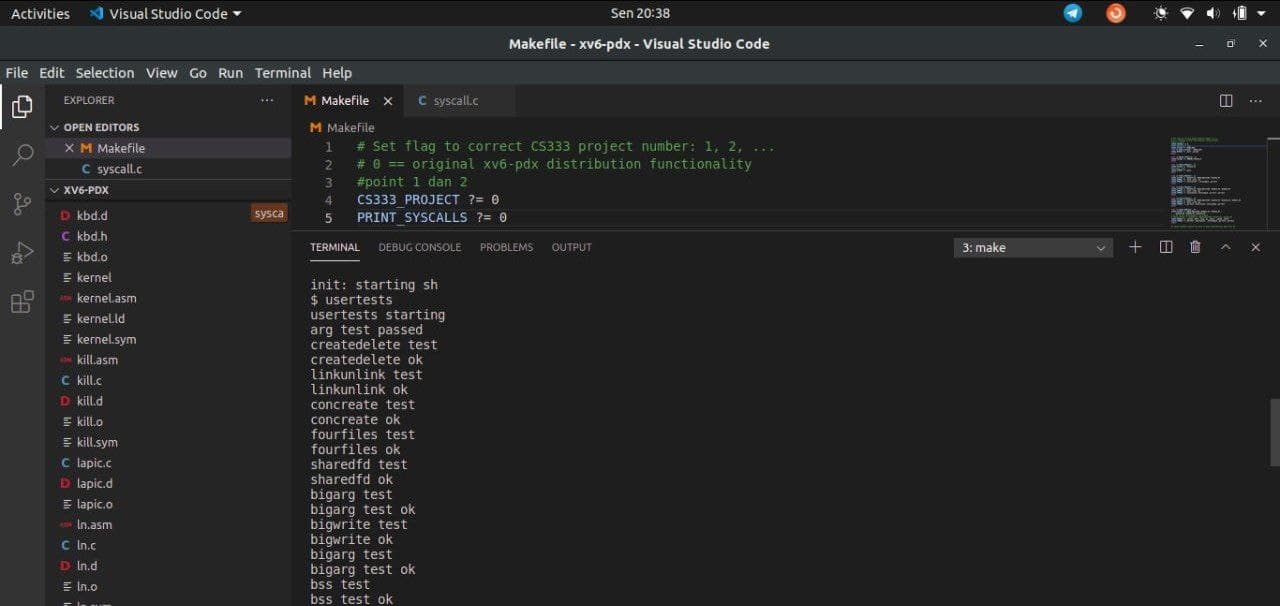 Activities Visual Studio Code Sen 20:38
Makefile - xv6-pdx - Visual Studio Code
File Edit Selection View Go Run Terminal Help
EXPLORER
OPEN EDITORS
Makefile
syscall.c
XV6-PDX
sysca
kbd.d
kbd.h
kbd.o
kernel
kernel.asm
kernel.ld
kernel.sym
kill.asm
kill.c
kill.d
kill.o
kill.sym
lapic.c
lapic.d
lapic.o
ln.asm
ln.c
ln.d
ln.o
Makefile syscall.c
Makefile
1 # Set flag to correct CS333 project number: 1, 2, ...
2 # 0 == original xv6-pdx distribution functionality
3 #point 1 dan 2
4 CS333_PROJECT ?= 0
5 PRINT_SYSCALLS ?= 0
TERMINAL DEBUG CONSOLE PROBLEMS OUTPUT 3: make
init: starting sh
$ usertests
usertests starting
arg test passed
createdelete test
createdelete ok
linkunlink test
linkunlink ok
concreate test
concreate ok
fourfiles test
fourfiles ok
sharedfd test
sharedfd ok
bigarg test
bigarg test ok
bigwrite test
bigwrite ok
bigarg test
bigarg test ok
bss test
bss test ok